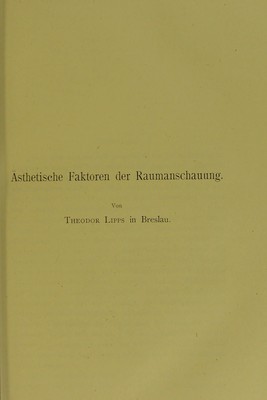 Ästhetische Faktoren der Raumanschauung.
Von
Theodor Lipps in Breslau.